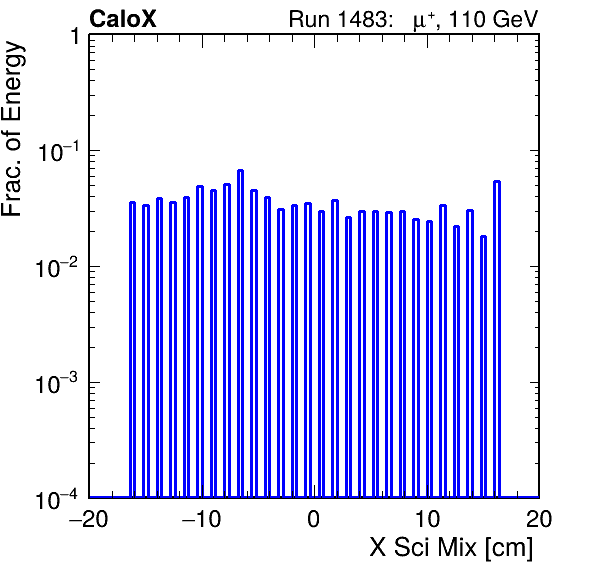 CaloX Run 1483: μ⁺, 110 GeV
Frac. of Energy
1
10⁻¹
10⁻²
10⁻³
10⁻⁴
−20 −10 0 10 20
X Sci Mix [cm]